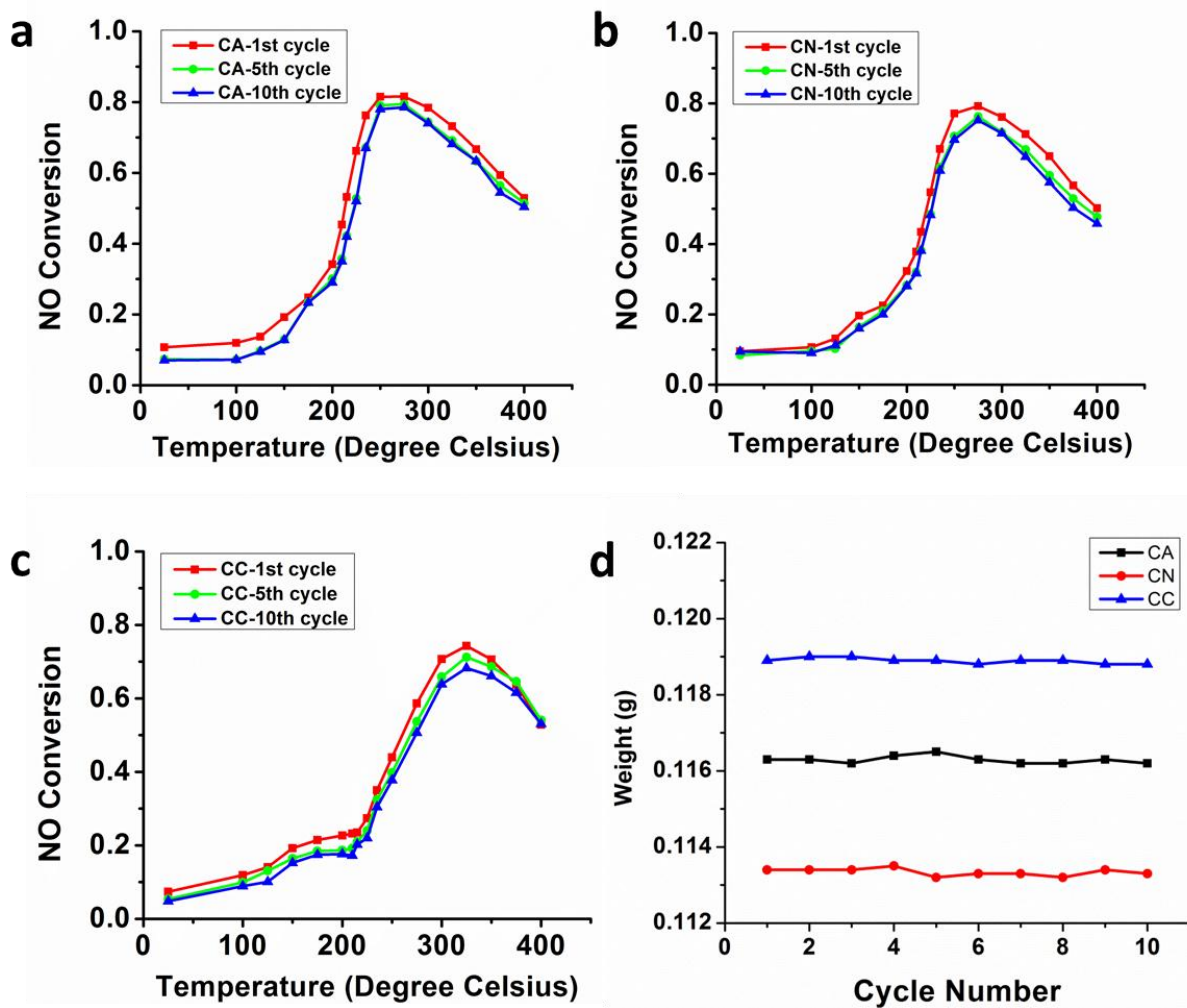 a
CA-1st cycle
CA-5th cycle
CA-10th cycle
NO Conversion
1.0
0.8
0.6
0.4
0.2
0.0
0 100 200 300 400
Temperature (Degree Celsius)
b
CN-1st cycle
CN-5th cycle
CN-10th cycle
NO Conversion
1.0
0.8
0.6
0.4
0.2
0.0
0 100 200 300 400
Temperature (Degree Celsius)
c
CC-1st cycle
CC-5th cycle
CC-10th cycle
NO Conversion
1.0
0.8
0.6
0.4
0.2
0.0
0 100 200 300 400
Temperature (Degree Celsius)
d
CA
CN
CC
Weight (g)
0.122
0.120
0.118
0.116
0.114
0.112
0 2 4 6 8 10
Cycle Number